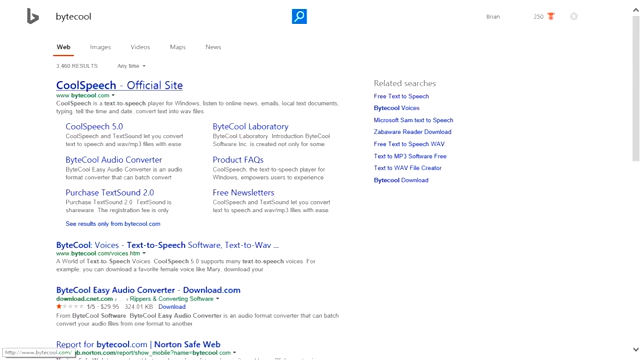 bytecool
Brian
250
Web Images Videos Maps News
3,460 RESULTS Any time
CoolSpeech - Official Site
www.bytecool.com
CoolSpeech is a text-to-speech player for Windows, listen to online news, emails, local text documents,
typing, tell the time and date, convert text into wav files.
CoolSpeech 5.0
CoolSpeech and TextSound let you convert
text to speech and wav/mp3 files with ease
ByteCool Laboratory
ByteCool Laboratory. Introduction ByteCool
Software Inc. is created not only for some
ByteCool Audio Converter
ByteCool Easy Audio Converter is an audio
format converter that can batch convert
Product FAQs
CoolSpeech, the text-to-speech player for
Windows, empowers users to experience
Purchase TextSound 2.0
Purchase TextSound 2.0. TextSound is
shareware. The registration fee is only
Free Newsletters
CoolSpeech and TextSound let you convert
text to speech and wav/mp3 files with ease
See results only from bytecool.com
ByteCool: Voices - Text-to-Speech Software, Text-to-Wav ...
www.bytecool.com/voices.htm
A World of Text-to-Speech Voices. CoolSpeech 5.0 supports many text to speech voices. For
example, you can download a favorite female voice like Mary, download your
ByteCool Easy Audio Converter - Download.com
download.cnet.com › › Rippers & Converting Software
1/5 · $29.95 · 324.01 KB Download
From ByteCool Software: ByteCool Easy Audio Converter is an audio format converter that can batch
convert your audio files from one format to another
Report for bytecool.com | Norton Safe Web
http://www.bytecool.com/ jb.norton.com/report/show_mobile?name=bytecool.com
Related searches
Free Text to Speech
Bytecool Voices
Microsoft Sam text to Speech
Zabaware Reader Download
Free Text to Speech WAV
Text to MP3 Software Free
Text to WAV File Creator
Bytecool Download